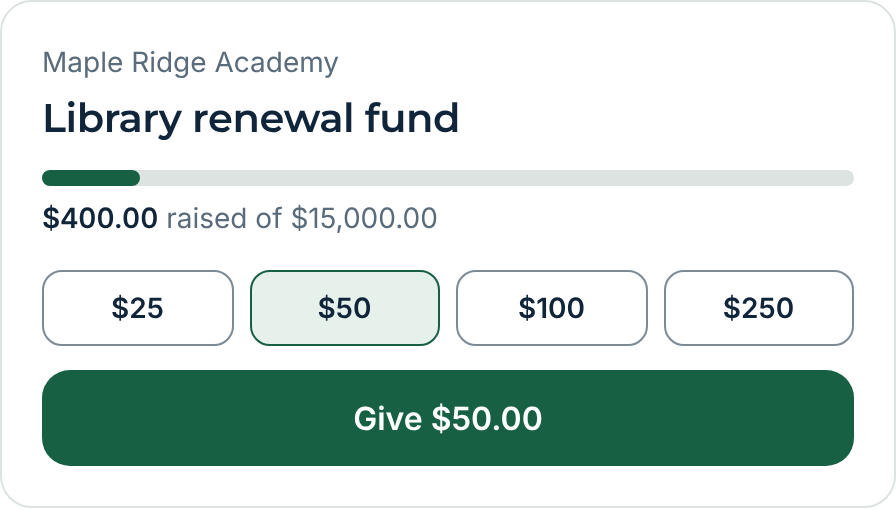 Maple Ridge Academy
Library renewal fund
$400.00 raised of $15,000.00
$25 $50 $100 $250
Give $50.00